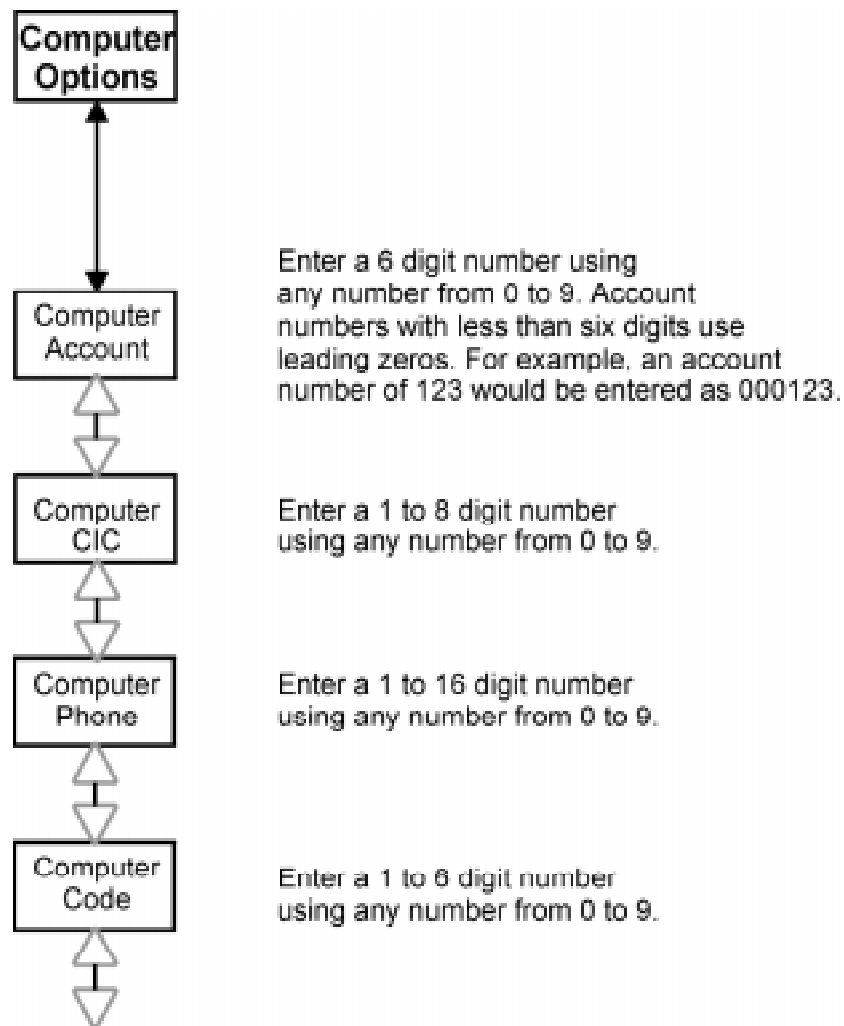 Computer
Options
Enter a 6 digit number using
any number from 0 to 9. Account
numbers with less than six digits use
leading zeros. For example, an account
number of 123 would be entered as 000123.
Computer
Account
Computer
CIC
Enter a 1 to 8 digit number
using any number from 0 to 9.
Computer
Phone
Enter a 1 to 16 digit number
using any number from 0 to 9.
Computer
Code
Enter a 1 to 6 digit number
using any number from 0 to 9.